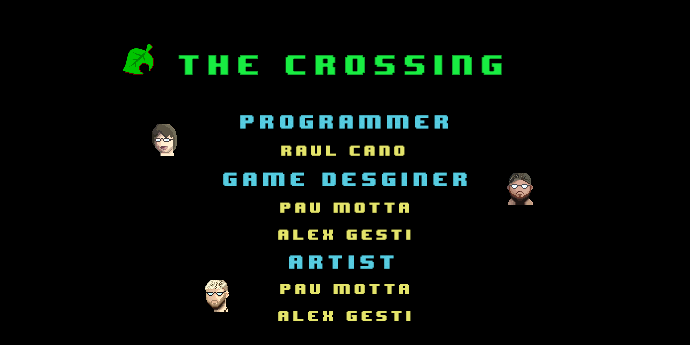 THE CROSSING
PROGRAMMER
RAUL CANO
GAME DESGINER
PAU MOTTA
ALEX GESTI
ARTIST
PAU MOTTA
ALEX GESTI